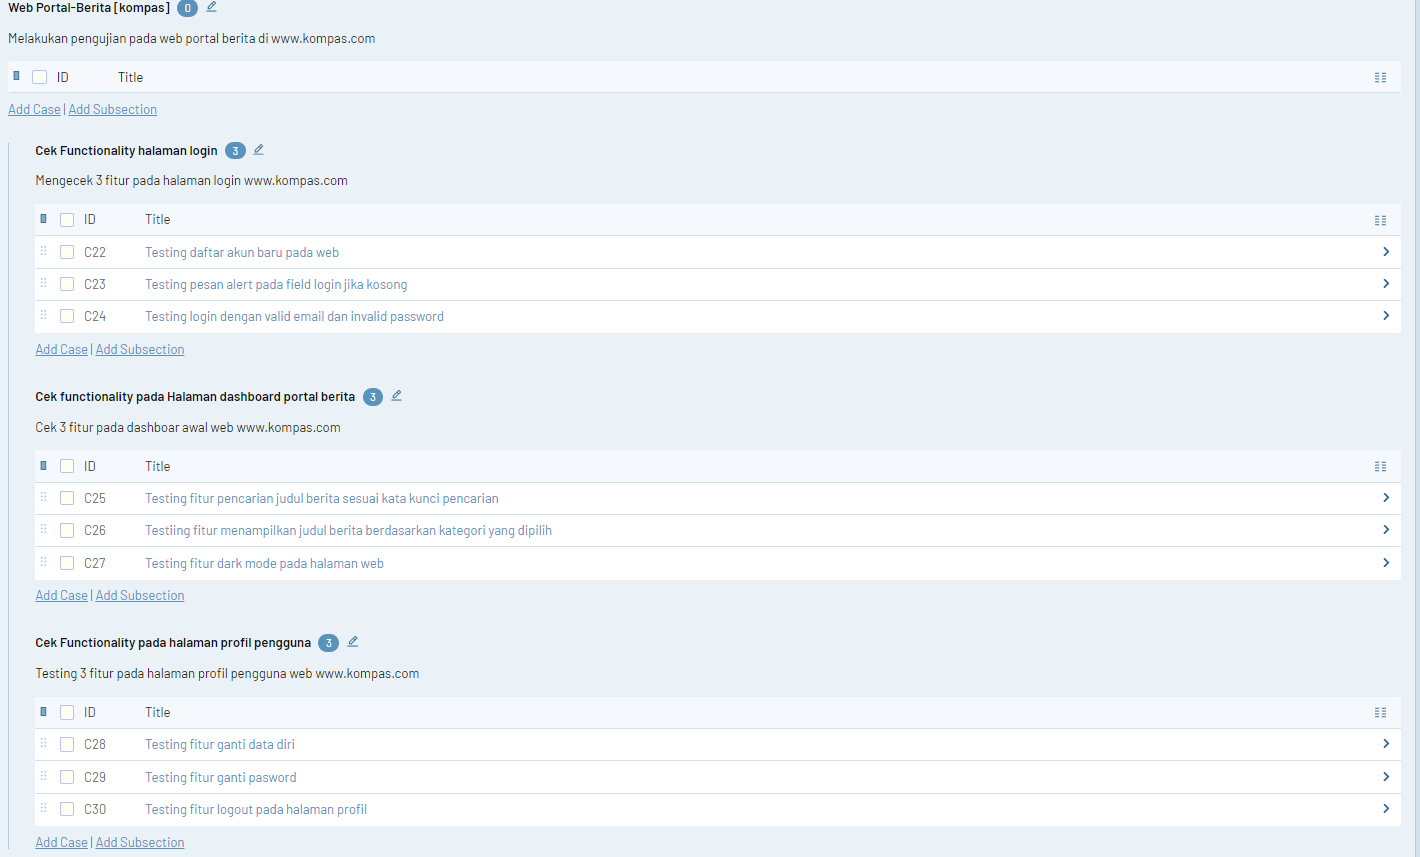 Web Portal-Berita [kompas] 0
Melakukan pengujian pada web portal berita di www.kompas.com
ID Title
Add Case | Add Subsection
Cek Functionality halaman login 3
Mengecek 3 fitur pada halaman login www.kompas.com
ID Title
C22 Testing daftar akun baru pada web
C23 Testing pesan alert pada field login jika kosong
C24 Testing login dengan valid email dan invalid password
Add Case | Add Subsection
Cek functionality pada Halaman dashboard portal berita 3
Cek 3 fitur pada dashboar awal web www.kompas.com
ID Title
C25 Testing fitur pencarian judul berita sesuai kata kunci pencarian
C26 Testiing fitur menampilkan judul berita berdasarkan kategori yang dipilih
C27 Testing fitur dark mode pada halaman web
Add Case | Add Subsection
Cek Functionality pada halaman profil pengguna 3
Testing 3 fitur pada halaman profil pengguna web www.kompas.com
ID Title
C28 Testing fitur ganti data diri
C29 Testing fitur ganti pasword
C30 Testing fitur logout pada halaman profil
Add Case | Add Subsection